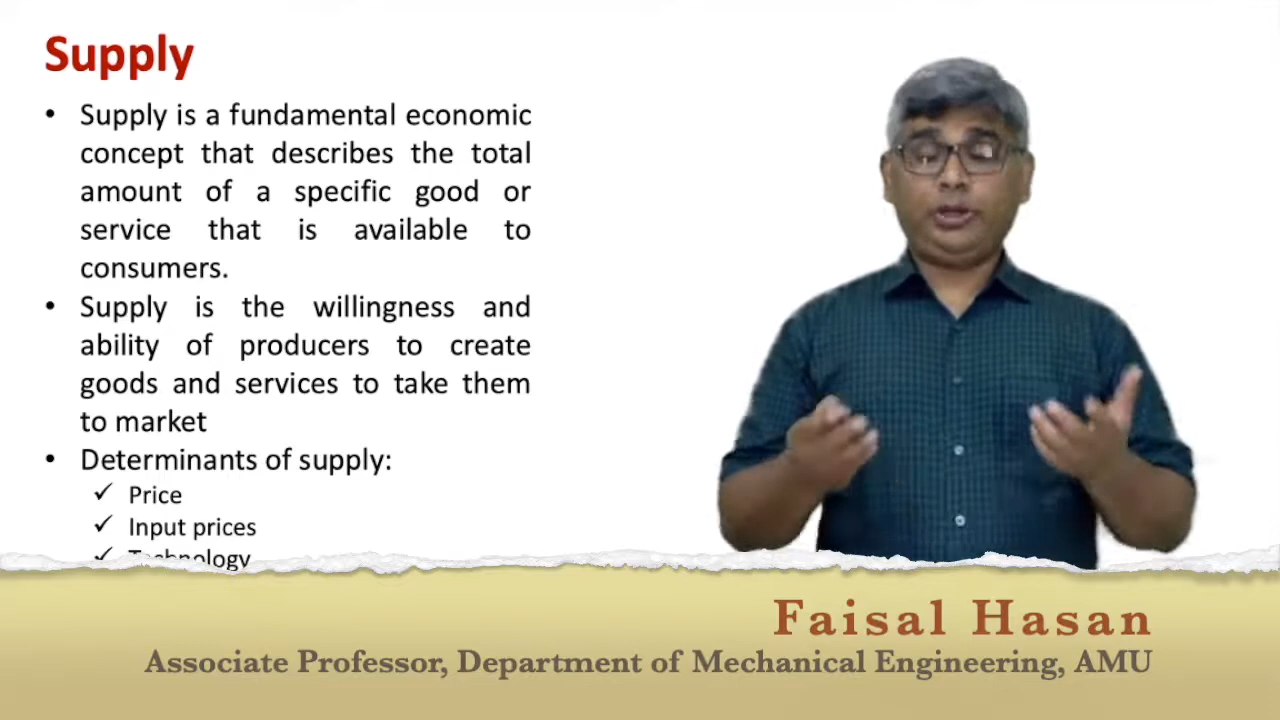 Supply
• Supply is a fundamental economic
concept that describes the total
amount of a specific good or
service that is available to
consumers.
• Supply is the willingness and
ability of producers to create
goods and services to take them
to market
• Determinants of supply:
✓ Price
✓ Input prices
✓ Technology
Faisal Hasan
Associate Professor, Department of Mechanical Engineering, AMU